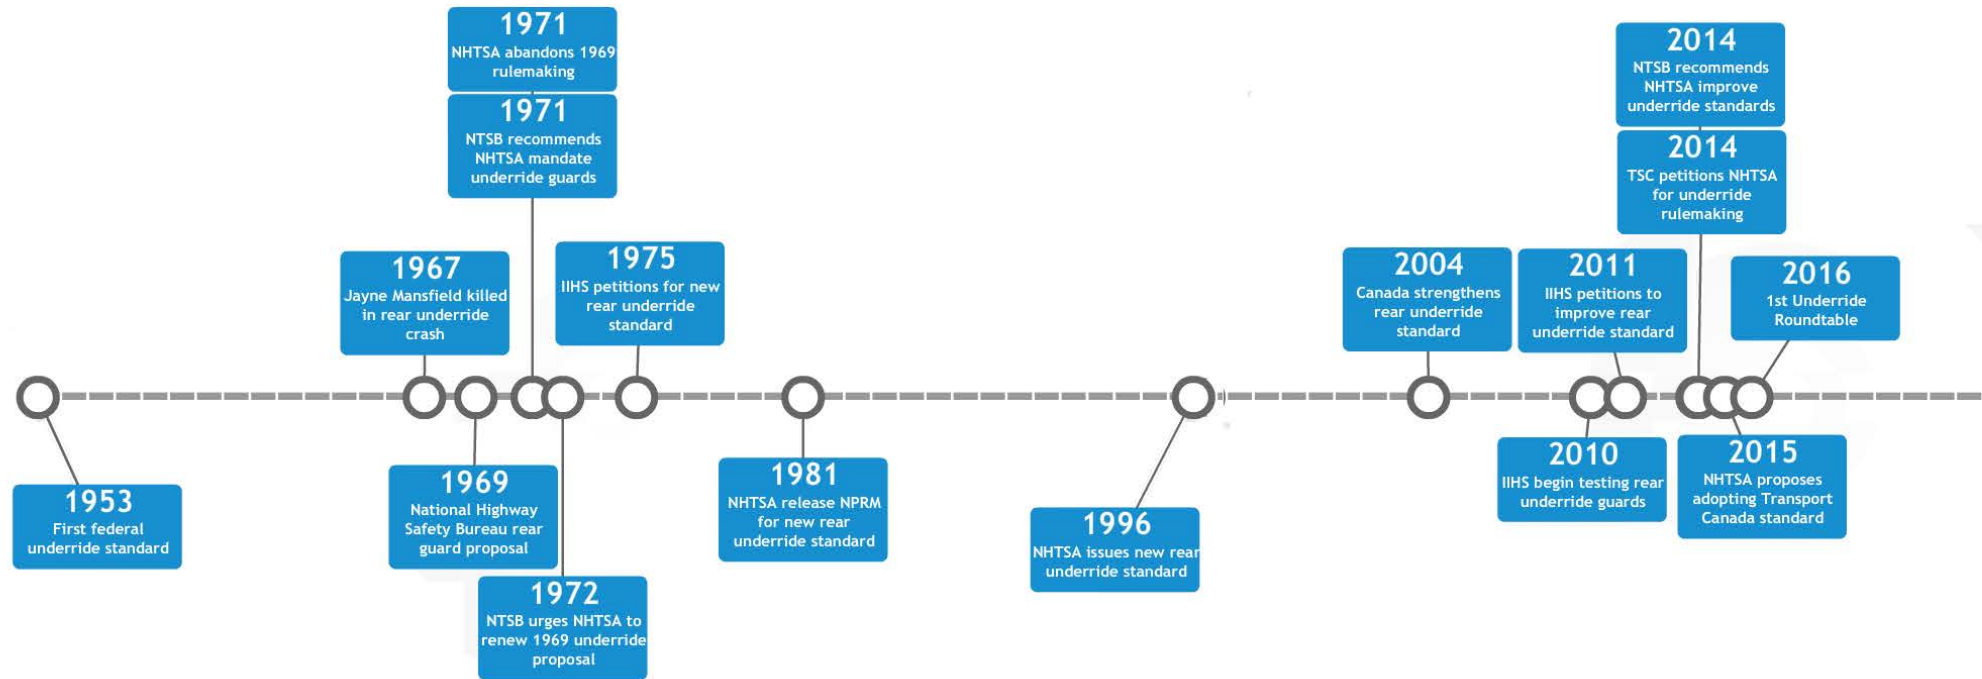 1953
First federal
underride standard
1967
Jayne Mansfield killed
in rear underride
crash
1969
National Highway
Safety Bureau rear
guard proposal
1971
NHTSA abandons 1969
rulemaking
1971
NTSB recommends
NHTSA mandate
underride guards
1972
NTSB urges NHTSA to
renew 1969 underride
proposal
1975
IIHS petitions for new
rear underride
standard
1981
NHTSA release NPRM
for new rear
underride standard
1996
NHTSA issues new rear
underride standard
2004
Canada strengthens
rear underride
standard
2010
IIHS begin testing rear
underride guards
2011
IIHS petitions to
improve rear
underride standard
2014
NTSB recommends
NHTSA improve
underride standards
2014
TSC petitions NHTSA
for underride
rulemaking
2015
NHTSA proposes
adopting Transport
Canada standard
2016
1st Underride
Roundtable